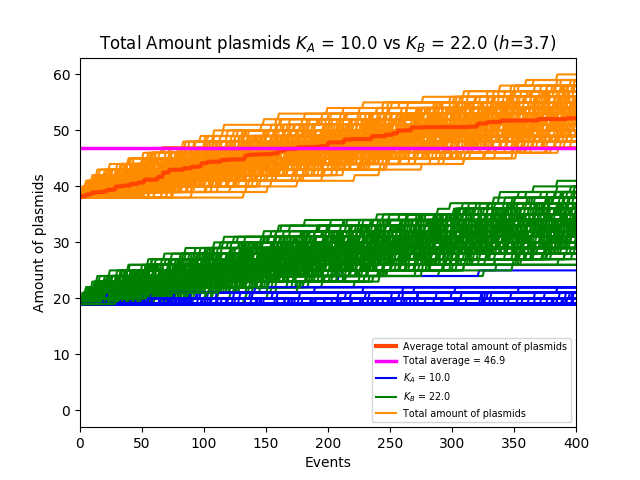 Total Amount plasmids K_A = 10.0 vs K_B = 22.0 (h=3.7)
Amount of plasmids
60
50
40
30
20
10
0
Average total amount of plasmids
Total average = 46.9
K_A = 10.0
K_B = 22.0
Total amount of plasmids
0 50 100 150 200 250 300 350 400
Events